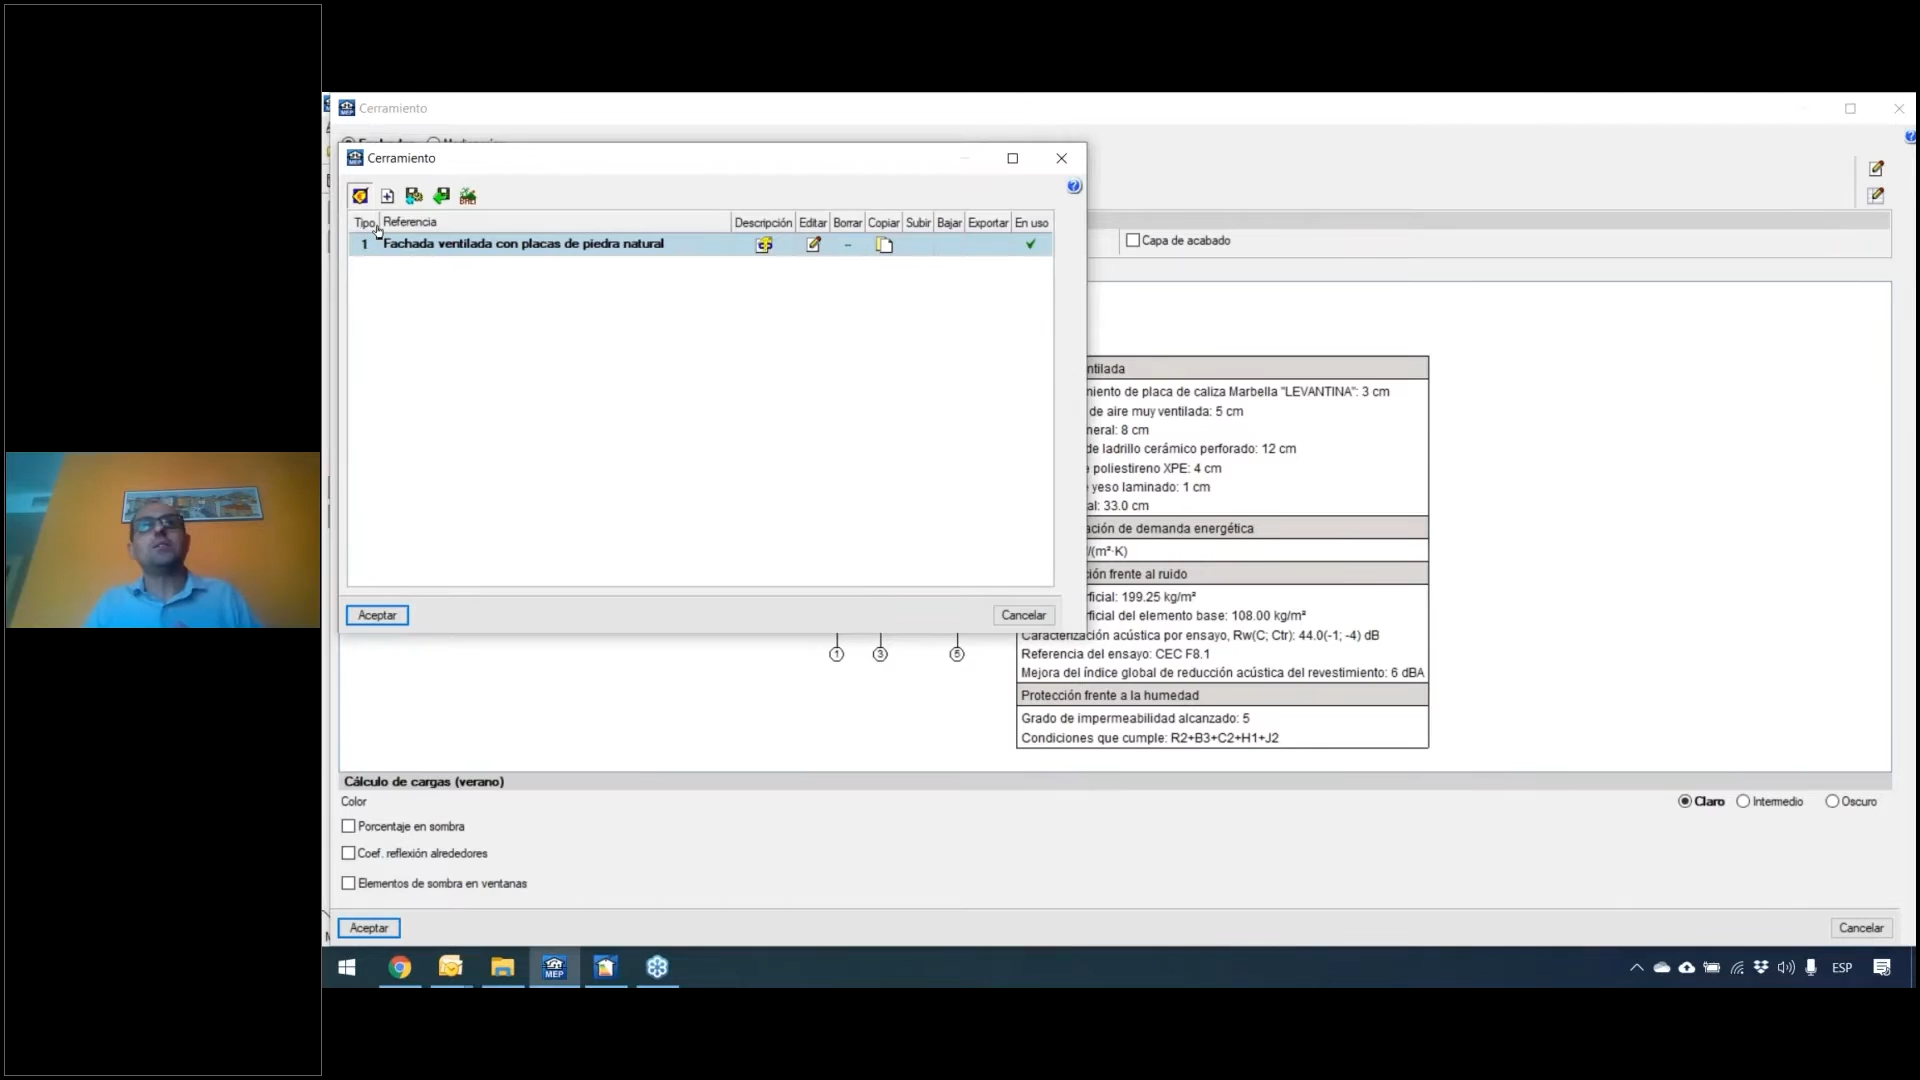 Cerramiento
Cerramiento
Tipo Referencia Descripción Editar Borrar Copiar Subir Bajar Exportar En uso
1 Fachada ventilada con placas de piedra natural
Aceptar Cancelar
Capa de acabado
ntilada
niento de placa de caliza Marbella "LEVANTINA": 3 cm
de aire muy ventilada: 5 cm
neral: 8 cm
de ladrillo cerámico perforado: 12 cm
poliestireno XPE: 4 cm
yeso laminado: 1 cm
al: 33.0 cm
ación de demanda energética
/(m²·K)
ión frente al ruido
ficial: 199.25 kg/m²
ficial del elemento base: 108.00 kg/m²
Caracterización acústica por ensayo, Rw(C; Ctr): 44.0(-1; -4) dB
Referencia del ensayo: CEC F8.1
Mejora del índice global de reducción acústica del revestimiento: 6 dBA
Protección frente a la humedad
Grado de impermeabilidad alcanzado: 5
Condiciones que cumple: R2+B3+C2+H1+J2
1 3 5
Cálculo de cargas (verano)
Color Claro Intermedio Oscuro
Porcentaje en sombra
Coef. reflexión alrededores
Elementos de sombra en ventanas
Aceptar Cancelar
MEP
ESP